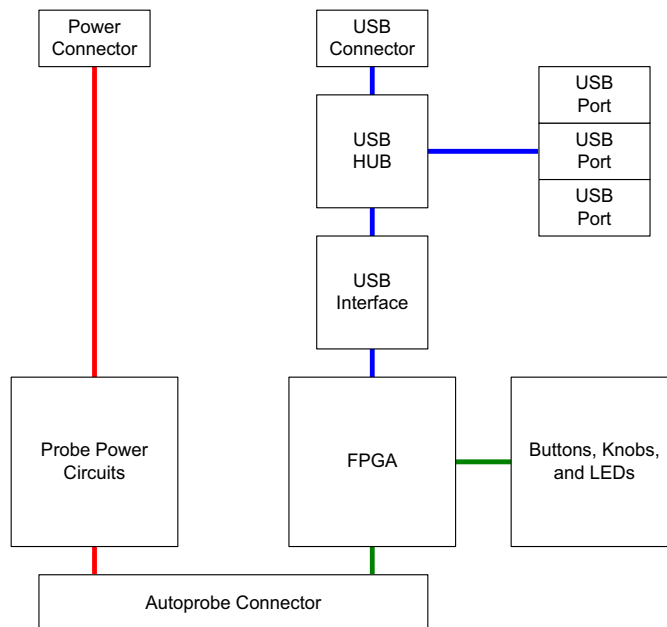 Power
Connector
USB
Connector
USB
Port
USB
HUB
USB
Port
USB
Port
USB
Interface
Probe Power
Circuits
FPGA
Buttons, Knobs,
and LEDs
Autoprobe Connector